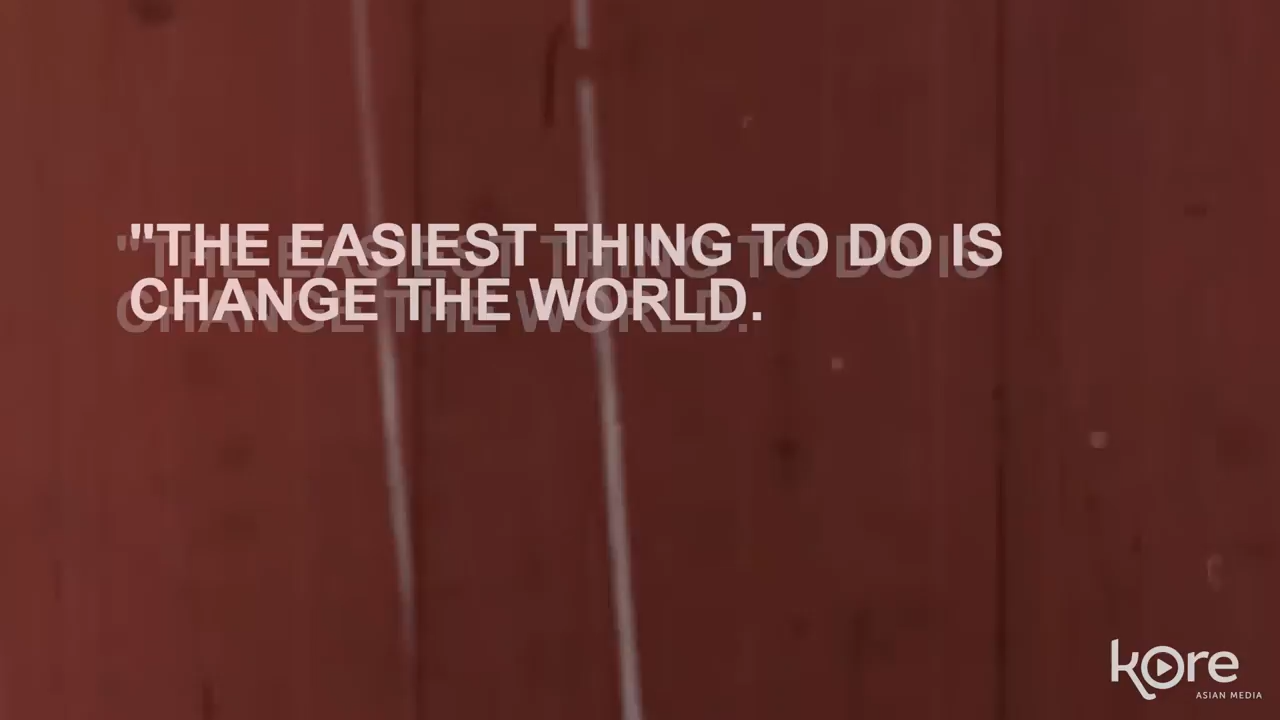 "THE EASIEST THING TO DO IS
CHANGE THE WORLD.
kore
ASIAN MEDIA